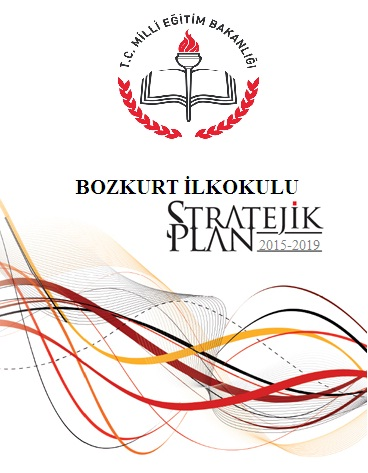 T.C. MİLLİ EĞİTİM BAKANLIĞI
BOZKURT İLKOKULU
STRATEJİK
PLAN 2015-2019